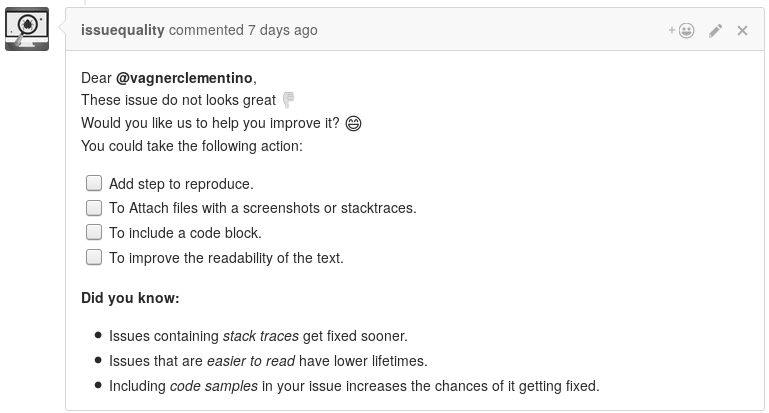 issuequality commented 7 days ago
Dear @vagnerclementino,
These issue do not looks great
Would you like us to help you improve it?
You could take the following action:
Add step to reproduce.
To Attach files with a screenshots or stacktraces.
To include a code block.
To improve the readability of the text.
Did you know:
Issues containing stack traces get fixed sooner.
Issues that are easier to read have lower lifetimes.
Including code samples in your issue increases the chances of it getting fixed.